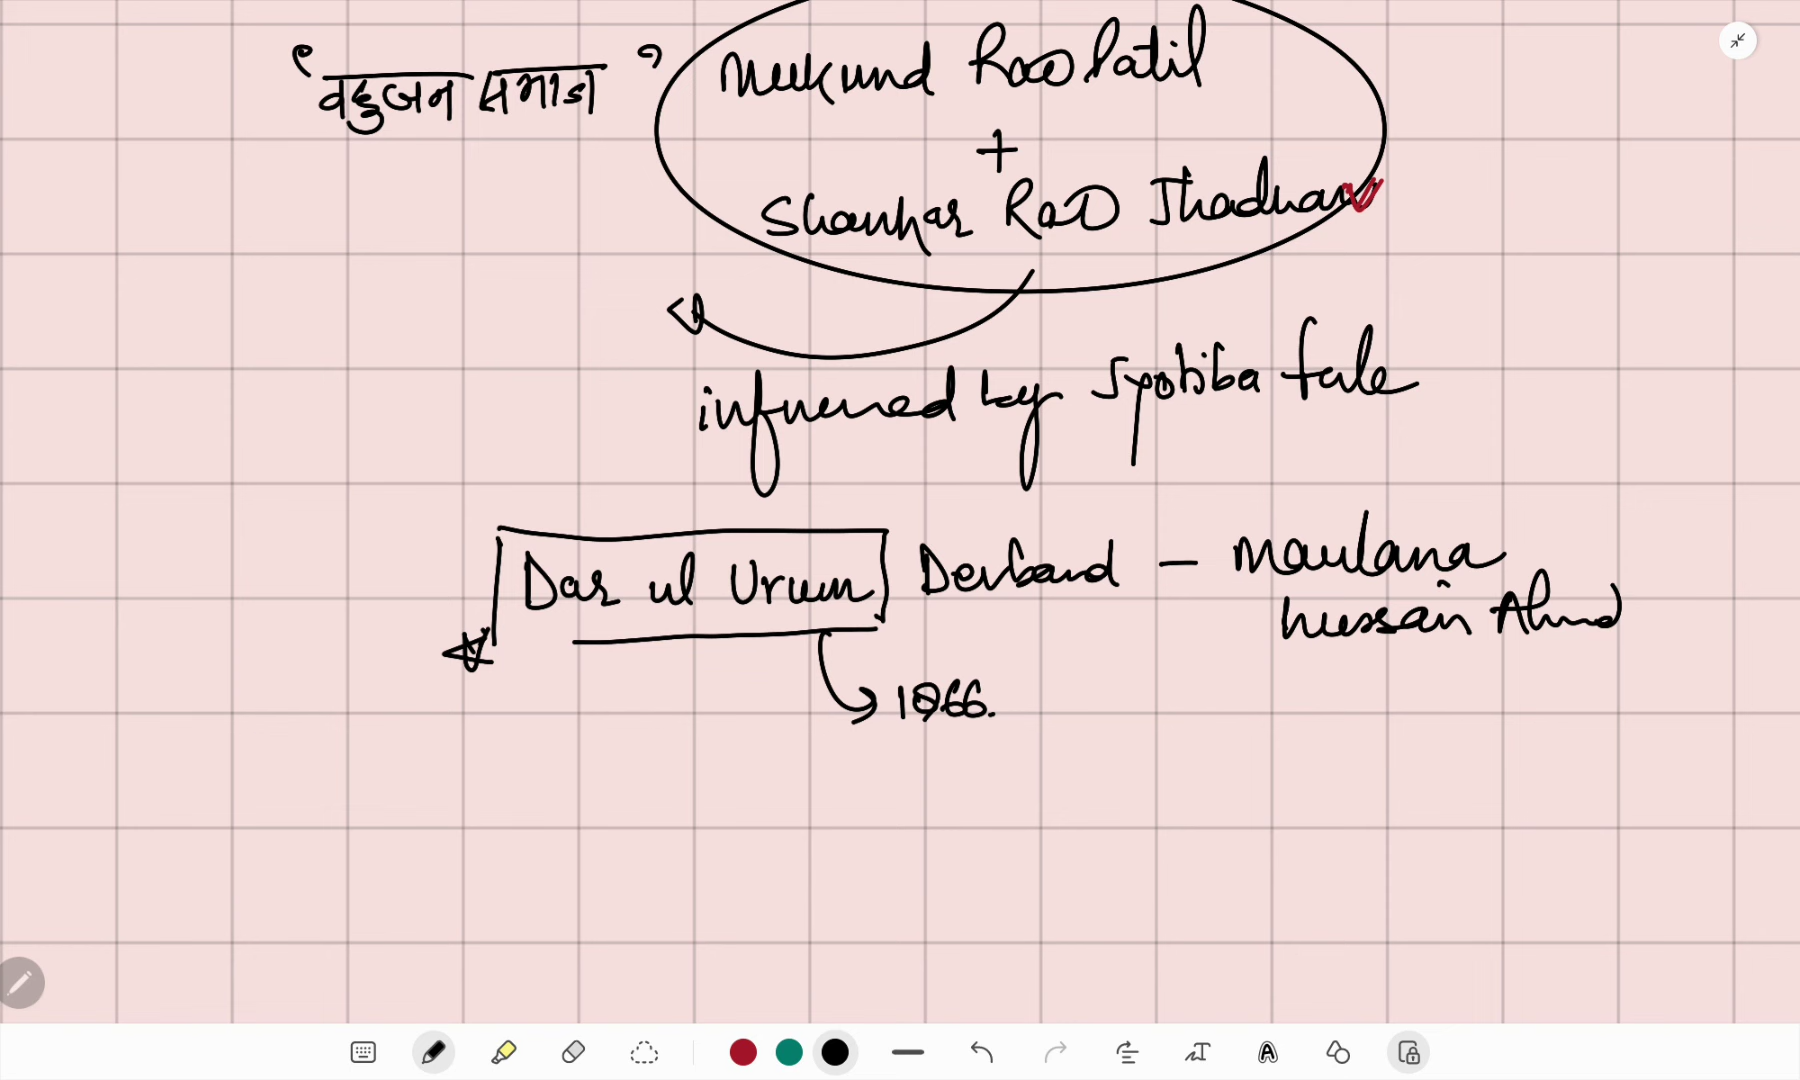 "बहुजन समाज" Mukund Rao Patil
+
Shankar Rao Jhadhav
influened by Jyotiba fule
Dar ul Urum Devband - Maulana
hussain Ahmd
1866.